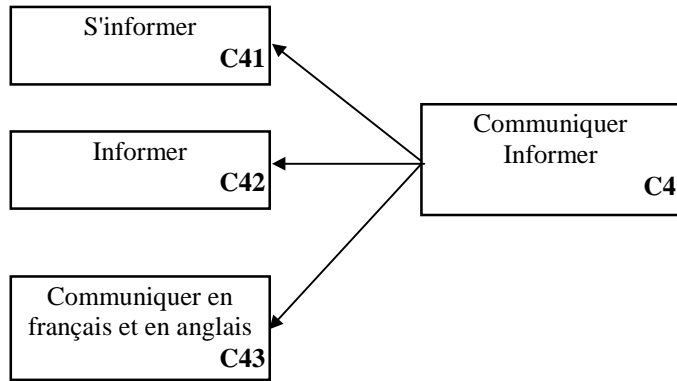 S'informer
C41
Informer
C42
Communiquer en
français et en anglais
C43
Communiquer
Informer
C4